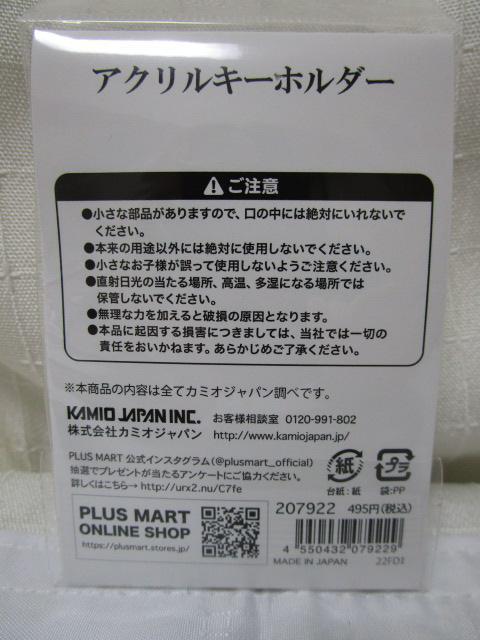 アクリルキーホルダー
ご注意
●小さな部品がありますので、口の中には絶対にいれないで
ください。
●本来の用途以外には絶対に使用しないでください。
●小さなお子様が誤って使用しないようご注意ください。
●直射日光の当たる場所、高温、多湿になる場所では
保管しないでください。
●無理な力を加えると破損の原因となります。
●本品に起因する損害につきましては、当社では一切の
責任をおいかねます。あらかじめご了承ください。
※本商品の内容は全てカミオジャパン調べです。
KAMIO JAPAN INC. お客様相談室 0120-991-802
株式会社カミオジャパン http://www.kamiojapan.jp/
PLUS MART 公式インスタグラム(@plusmart_official)
抽選でプレゼントが当たるアンケートにご協力ください。
詳しくはこちら→ http://urx2.nu/C7fe
紙 プラ
台紙:紙 袋:PP
PLUS MART
ONLINE SHOP
https://plusmart.stores.jp/
207922 495円(税込)
4 550432 079229
MADE IN JAPAN 22FD1